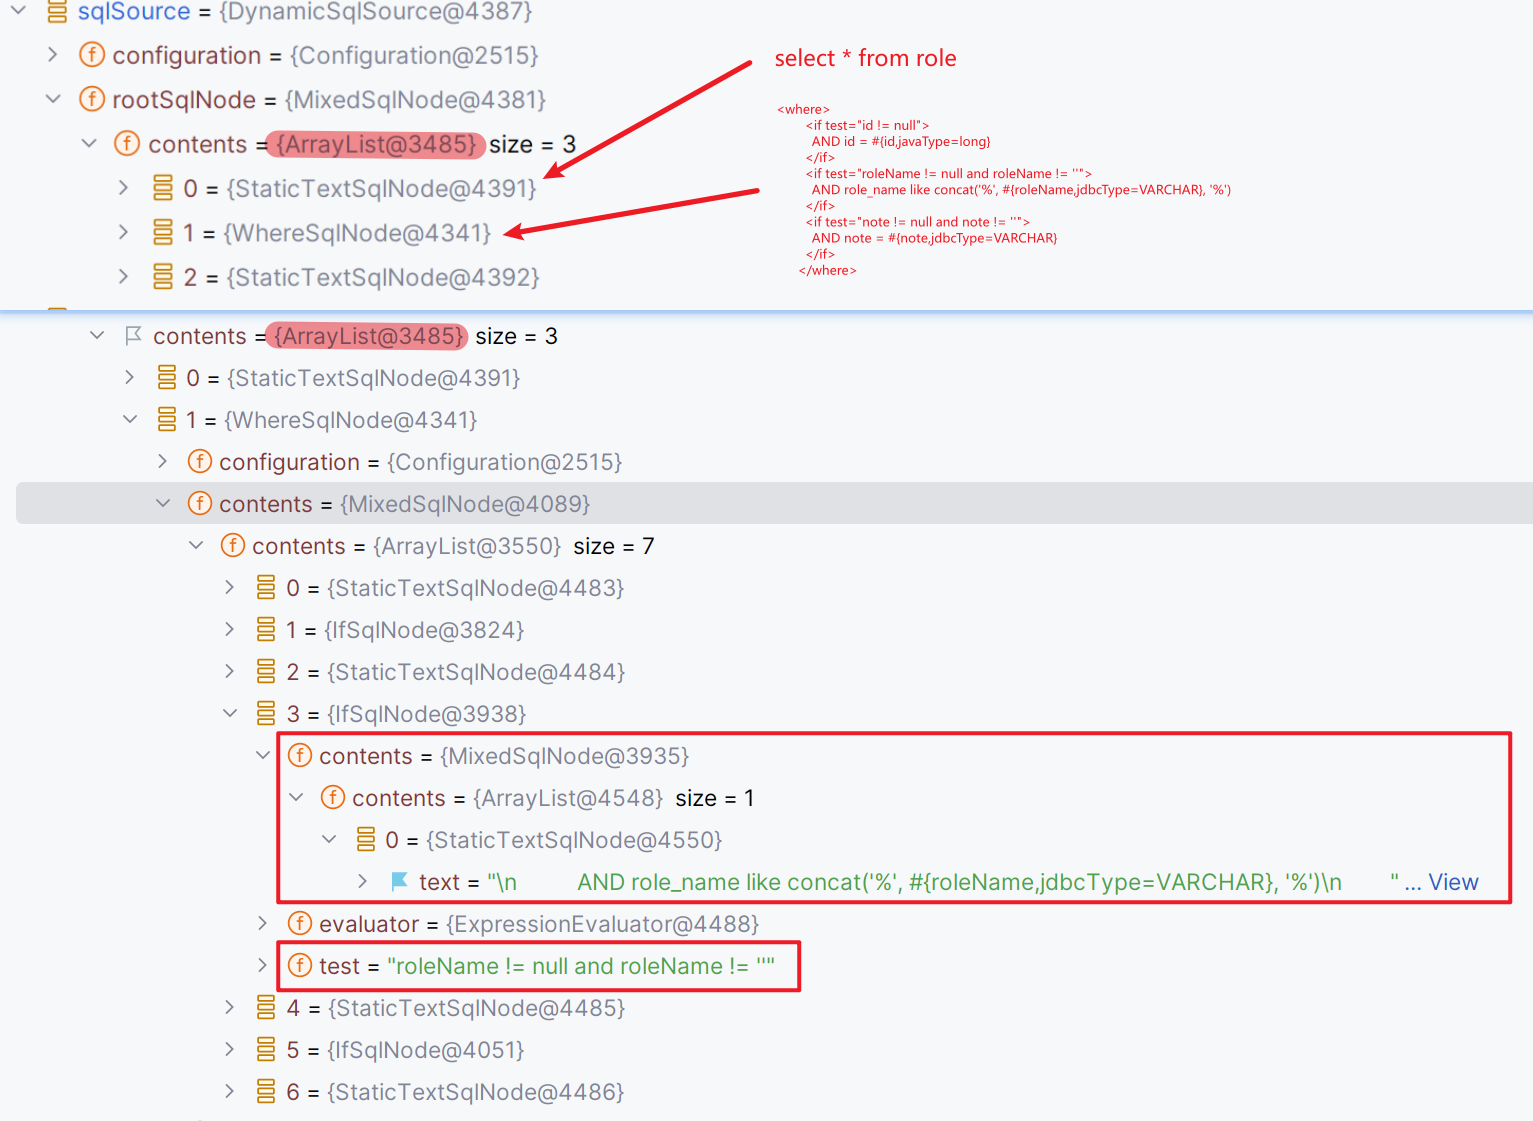 sqlSource = {DynamicSqlSource@4387}
f configuration = {Configuration@2515}
f rootSqlNode = {MixedSqlNode@4381}
f contents = {ArrayList@3485} size = 3
0 = {StaticTextSqlNode@4391}
1 = {WhereSqlNode@4341}
2 = {StaticTextSqlNode@4392}
select * from role
<where>
<if test="id != null">
AND id = #{id,javaType=long}
</if>
<if test="roleName != null and roleName != ''">
AND role_name like concat('%', #{roleName,jdbcType=VARCHAR}, '%')
</if>
<if test="note != null and note != ''">
AND note = #{note,jdbcType=VARCHAR}
</if>
</where>
contents = {ArrayList@3485} size = 3
0 = {StaticTextSqlNode@4391}
1 = {WhereSqlNode@4341}
f configuration = {Configuration@2515}
f contents = {MixedSqlNode@4089}
f contents = {ArrayList@3550} size = 7
0 = {StaticTextSqlNode@4483}
1 = {IfSqlNode@3824}
2 = {StaticTextSqlNode@4484}
3 = {IfSqlNode@3938}
f contents = {MixedSqlNode@3935}
f contents = {ArrayList@4548} size = 1
0 = {StaticTextSqlNode@4550}
text = "\n AND role_name like concat('%', #{roleName,jdbcType=VARCHAR}, '%')\n " ... View
f evaluator = {ExpressionEvaluator@4488}
f test = "roleName != null and roleName != ''"
4 = {StaticTextSqlNode@4485}
5 = {IfSqlNode@4051}
6 = {StaticTextSqlNode@4486}